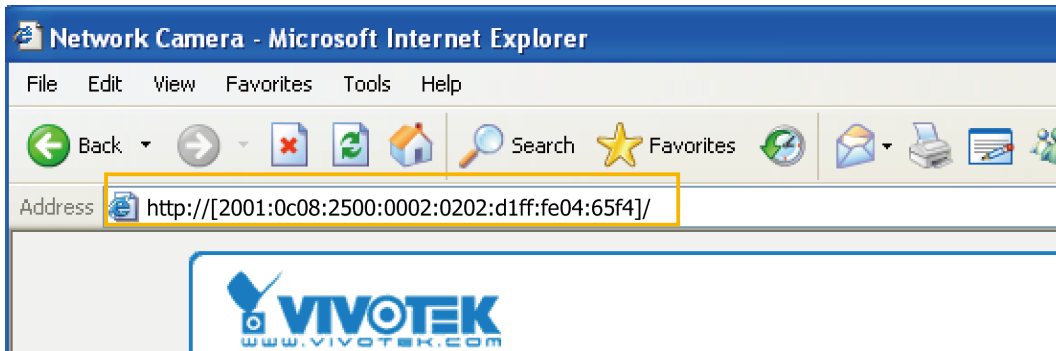 Network Camera - Microsoft Internet Explorer
File Edit View Favorites Tools Help
Back Search Favorites
Address http://[2001:0c08:2500:0002:0202:d1ff:fe04:65f4]/
VIVOTEK
www.vivotek.com